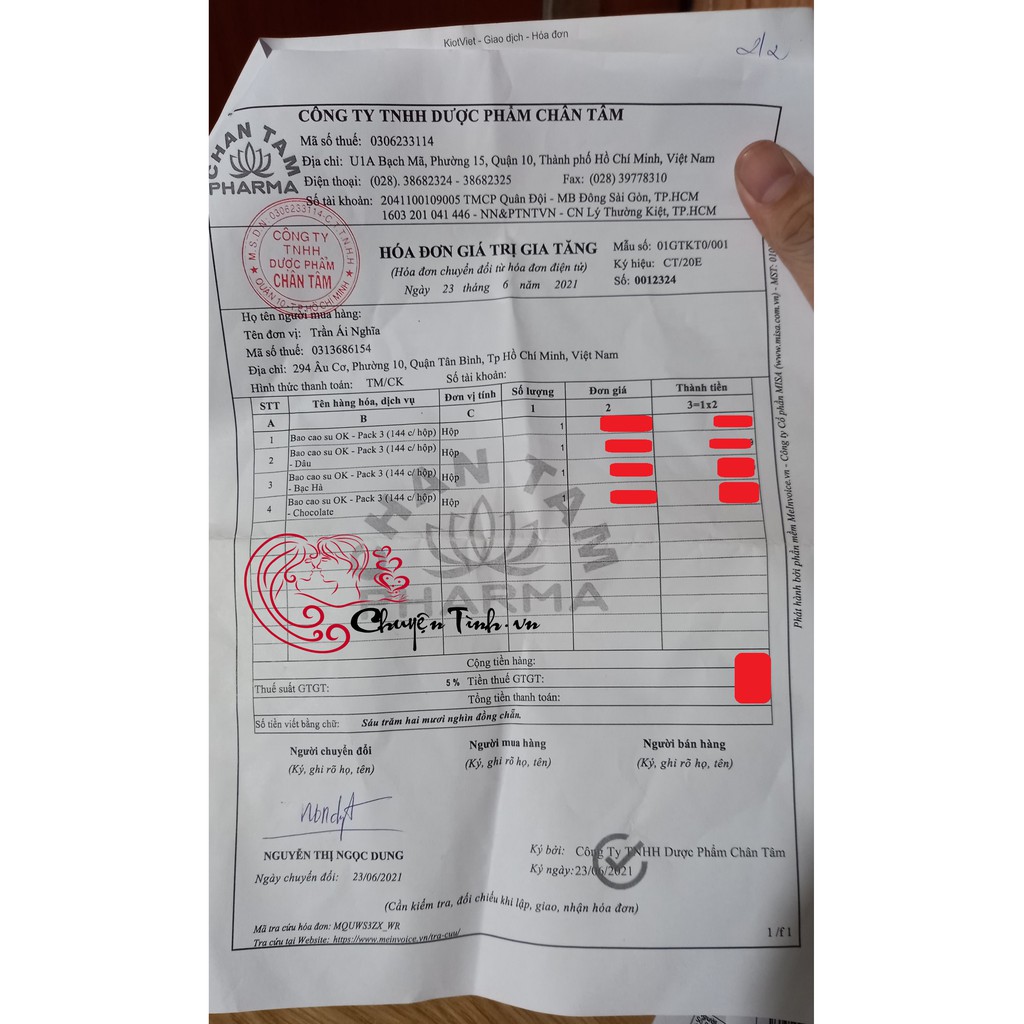 KiotViet - Giao dịch - Hóa đơn
2/2
CÔNG TY TNHH DƯỢC PHẨM CHÂN TÂM
CHAN TAM
PHARMA
Mã số thuế: 0306233114
Địa chỉ: U1A Bạch Mã, Phường 15, Quận 10, Thành phố Hồ Chí Minh, Việt Nam
Điện thoại: (028). 38682324 - 38682325 Fax: (028) 39778310
Số tài khoản: 2041100109005 TMCP Quân Đội - MB Đông Sài Gòn, TP.HCM
1603 201 041 446 - NN&PTNTVN - CN Lý Thường Kiệt, TP.HCM
M.S.D.N: 0306233114-C.T.T.N.H.H
CÔNG TY
TNHH
DƯỢC PHẨM
CHÂN TÂM
QUẬN 10 - T.P HỒ CHÍ MINH
HÓA ĐƠN GIÁ TRỊ GIA TĂNG
(Hóa đơn chuyển đổi từ hóa đơn điện tử)
Ngày 23 tháng 6 năm 2021
Mẫu số: 01GTKT0/001
Ký hiệu: CT/20E
Số: 0012324
Họ tên người mua hàng:
Tên đơn vị: Trần Ái Nghĩa
Mã số thuế: 0313686154
Địa chỉ: 294 Âu Cơ, Phường 10, Quận Tân Bình, Tp Hồ Chí Minh, Việt Nam
Hình thức thanh toán: TM/CK Số tài khoản:
STT Tên hàng hóa, dịch vụ Đơn vị tính Số lượng Đơn giá Thành tiền
A B C 1 2 3=1x2
1 Bao cao su OK - Pack 3 (144 c/ hộp) Hộp 1
2 Bao cao su OK - Pack 3 (144 c/ hộp) - Dâu Hộp 1
3 Bao cao su OK - Pack 3 (144 c/ hộp) - Bạc Hà Hộp 1
4 Bao cao su OK - Pack 3 (144 c/ hộp) - Chocolate Hộp 1
CHAN TAM
PHARMA
Chuyện Tình.vn
Cộng tiền hàng:
Thuế suất GTGT: 5 % Tiền thuế GTGT:
Tổng tiền thanh toán:
Số tiền viết bằng chữ: Sáu trăm hai mươi nghìn đồng chẵn.
Người chuyển đổi Người mua hàng Người bán hàng
(Ký, ghi rõ họ, tên) (Ký, ghi rõ họ, tên) (Ký, ghi rõ họ, tên)
NGUYỄN THỊ NGỌC DUNG
Ngày chuyển đổi: 23/06/2021
Ký bởi: Công Ty TNHH Dược Phẩm Chân Tâm
Ký ngày: 23/06/2021
(Cần kiểm tra, đối chiếu khi lập, giao, nhận hóa đơn)
Mã tra cứu hóa đơn: MQUWS3ZX_WR
Tra cứu tại Website: https://www.meinvoice.vn/tra-cuu/
1 /f 1
Phát hành bởi phần mềm MeInvoice.vn - Công ty Cổ phần MISA (www.misa.com.vn) - MST: 010